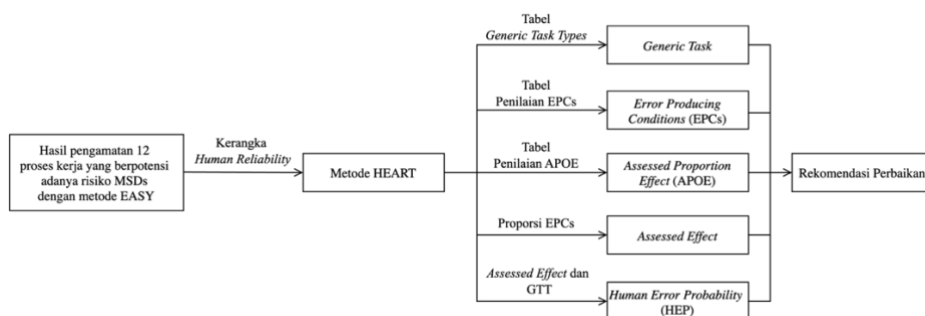 Hasil pengamatan 12
proses kerja yang berpotensi
adanya risiko MSDs
dengan metode EASY
Kerangka
Human Reliability
Metode HEART
Tabel
Generic Task Types
Generic Task
Tabel
Penilaian EPCs
Error Producing
Conditions (EPCs)
Tabel
Penilaian APOE
Assessed Proportion
Effect (APOE)
Proporsi EPCs
Assessed Effect
Assessed Effect dan
GTT
Human Error Probability
(HEP)
Rekomendasi Perbaikan